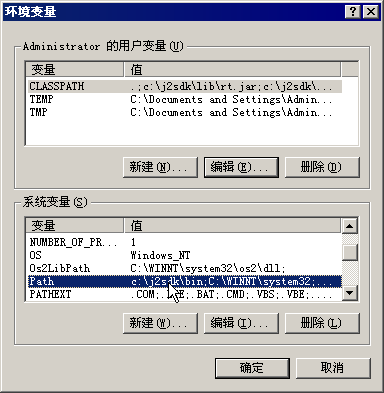 环境变量
Administrator 的用户变量(U)
变量 值
CLASSPATH .;c:\j2sdk\lib\rt.jar;c:\j2sdk\...
TEMP C:\Documents and Settings\Admin...
TMP C:\Documents and Settings\Admin...
新建(N)... 编辑(E)... 删除(D)
系统变量(S)
变量 值
NUMBER_OF_PR... 1
OS Windows_NT
Os2LibPath C:\WINNT\system32\os2\dll;
Path c:\j2sdk\bin;C:\WINNT\system32;...
PATHEXT .COM;.EXE;.BAT;.CMD;.VBS;.VBE;...
新建(W)... 编辑(I)... 删除(L)
确定 取消